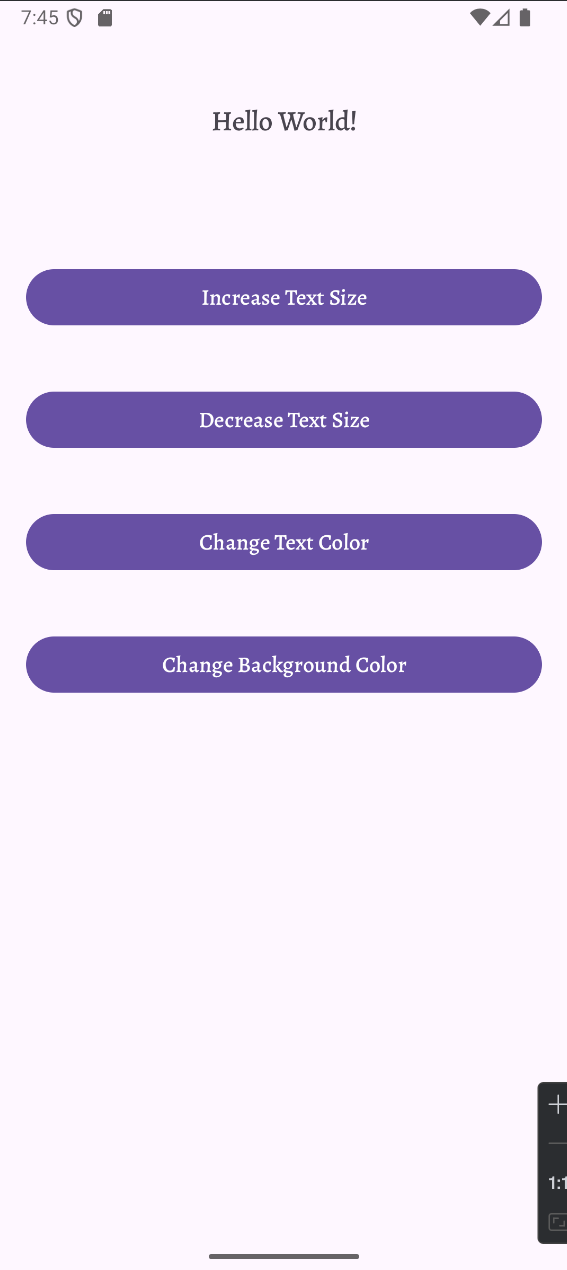 7:45
Hello World!
Increase Text Size
Decrease Text Size
Change Text Color
Change Background Color